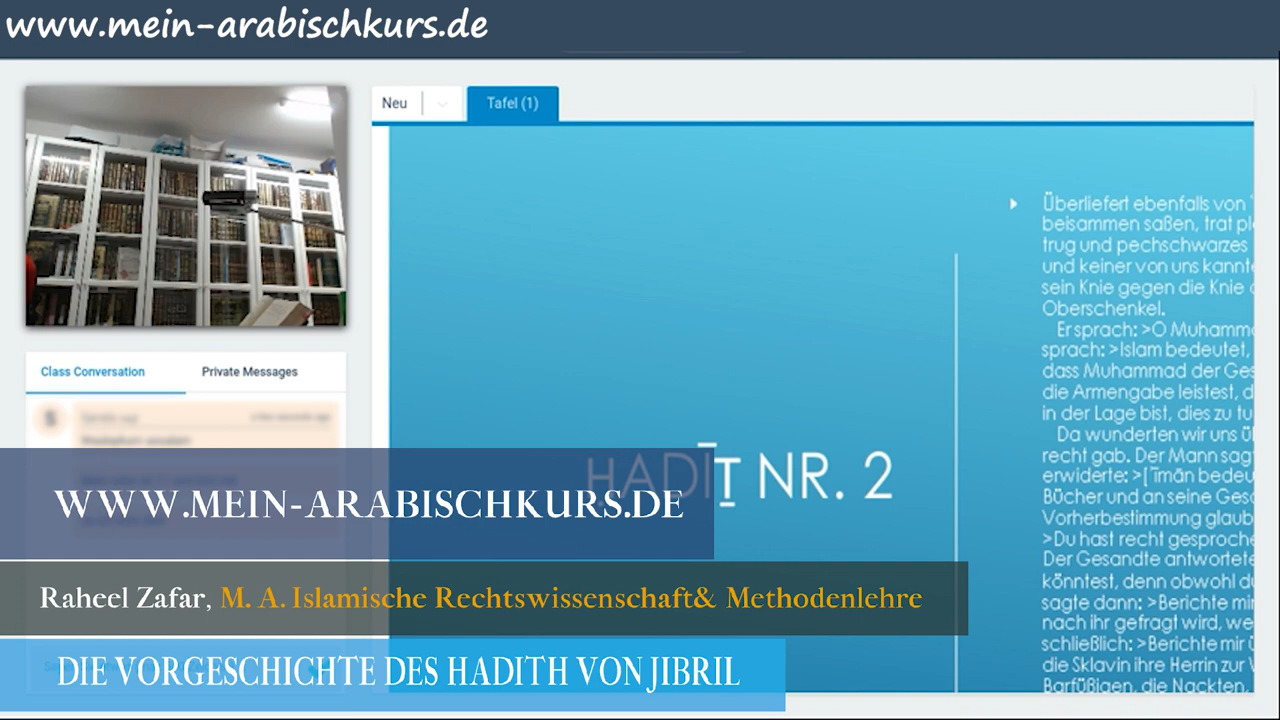 www.mein-arabischkurs.de
Neu
Tafel (1)
Class Conversation
Private Messages
HADĪṮ NR. 2
Überliefert ebenfalls von
beisammen saßen, trat
trug und pechschwarzes
und keiner von uns
sein Knie gegen die Knie
Oberschenkel.
Er sprach: >O
sprach: >Islam bedeutet,
dass Muhammad der
die Armengabe leistest,
in der Lage bist, dies zu
Da wunderten wir uns
recht gab. Der Mann
erwiderte: >[ˈīmān
Bücher und an seine
Vorherbestimmung
>Du hast recht
Der Gesandte
könntest, denn obwohl
sagte dann: >Berichte
nach ihr gefragt wird,
schließlich: >Berichte mir
die Sklavin ihre Herrin zur
Barfüßigen, die Nackten,
WWW.MEIN-ARABISCHKURS.DE
Raheel Zafar, M. A. Islamische Rechtswissenschaft& Methodenlehre
DIE VORGESCHICHTE DES HADITH VON JIBRIL